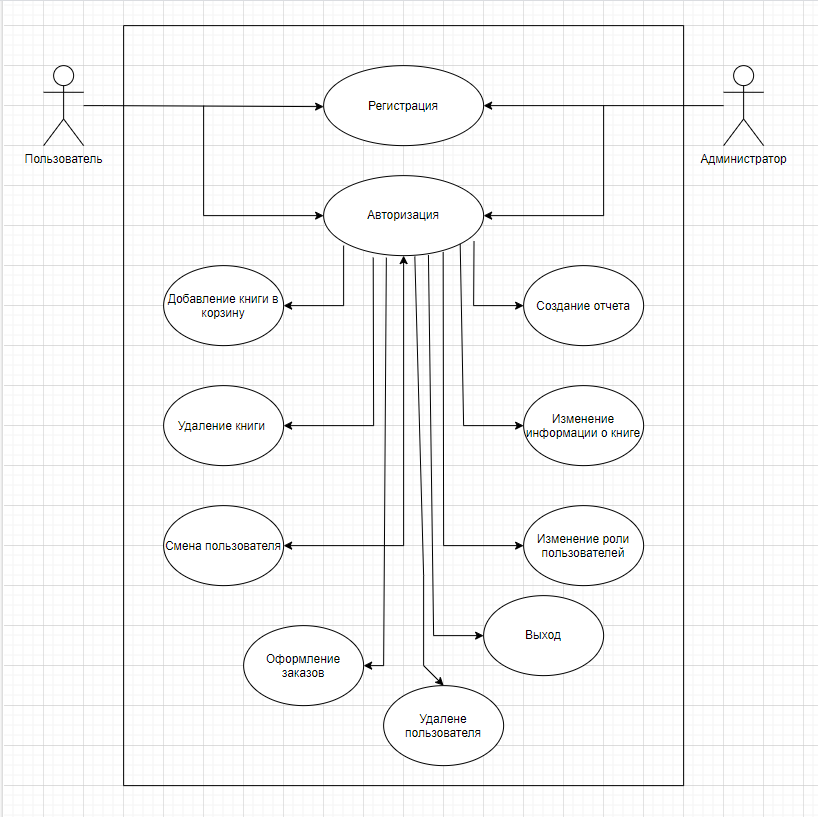 Регистрация
Пользователь
Администратор
Авторизация
Добавление книги в
корзину
Создание отчета
Удаление книги
Изменение
информации о книге
Смена пользователя
Изменение роли
пользователей
Выход
Оформление
заказов
Удалене
пользователя